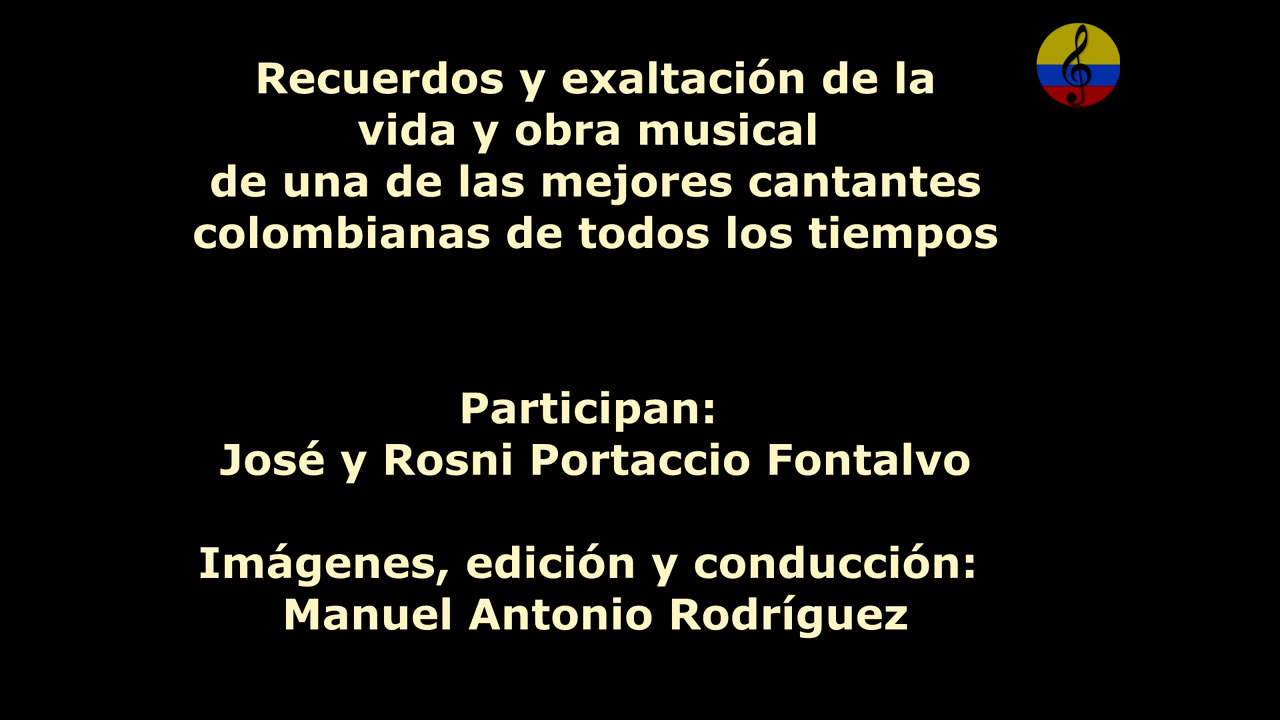 Recuerdos y exaltación de la
vida y obra musical
de una de las mejores cantantes
colombianas de todos los tiempos
Participan:
José y Rosni Portaccio Fontalvo
Imágenes, edición y conducción:
Manuel Antonio Rodríguez